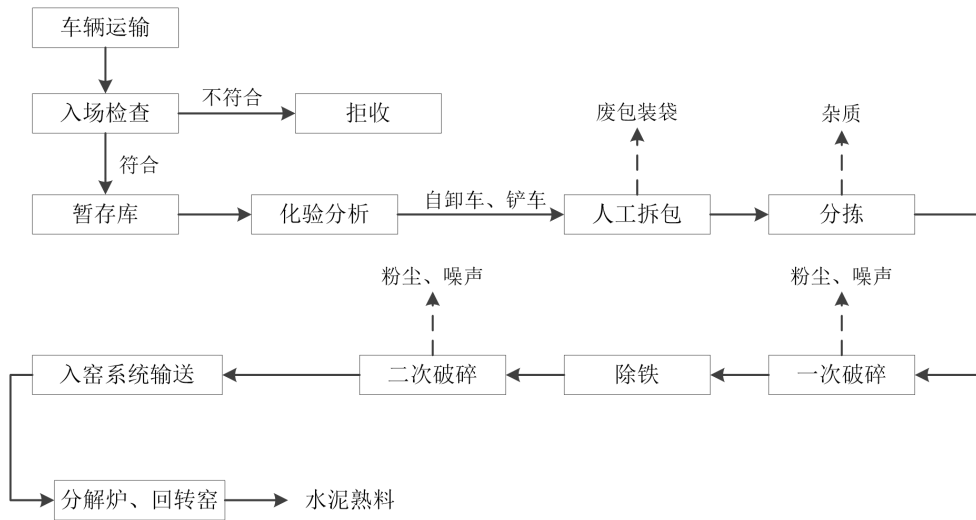 车辆运输
入场检查
不符合
拒收
符合
废包装袋
杂质
暂存库
化验分析
自卸车、铲车
人工拆包
分拣
粉尘、噪声
粉尘、噪声
入窑系统输送
二次破碎
除铁
一次破碎
分解炉、回转窑
水泥熟料